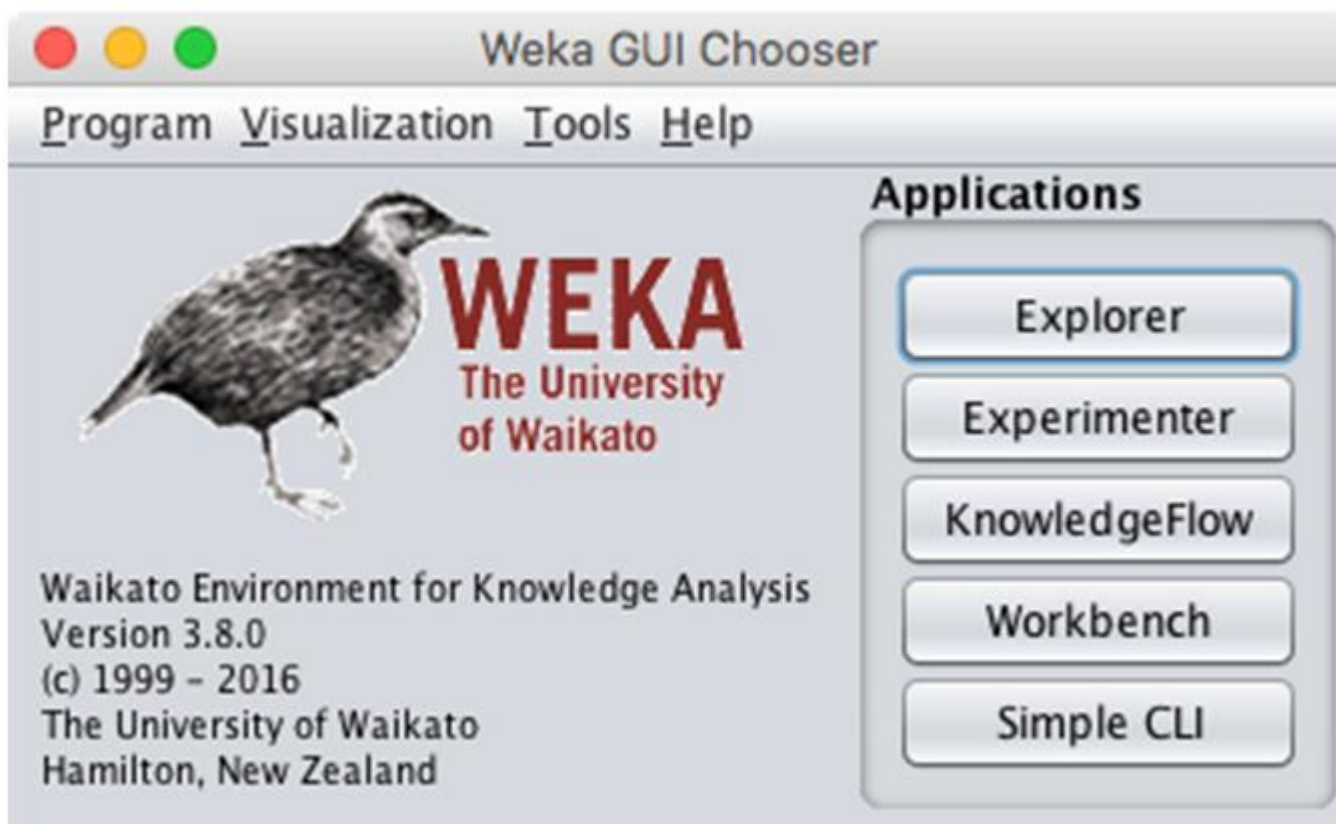 Weka GUI Chooser
Program Visualization Tools Help
WEKA
The University
of Waikato
Waikato Environment for Knowledge Analysis
Version 3.8.0
(c) 1999 – 2016
The University of Waikato
Hamilton, New Zealand
Applications
Explorer
Experimenter
KnowledgeFlow
Workbench
Simple CLI